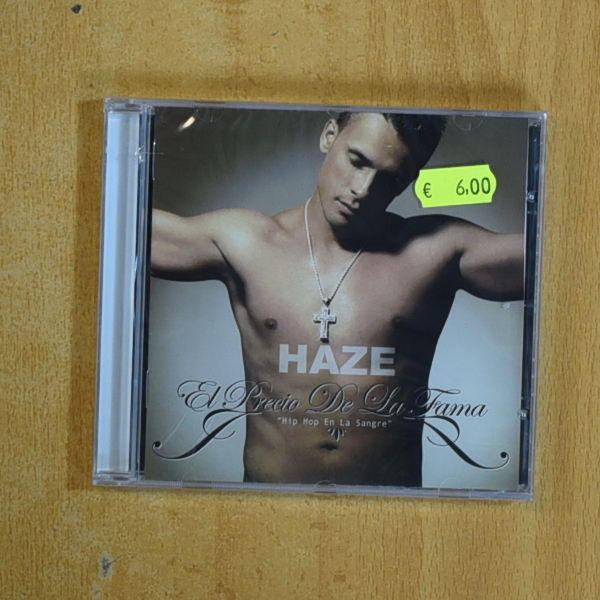 € 6,00
HAZE
El Precio De La Fama
"Hip Hop En La Sangre"